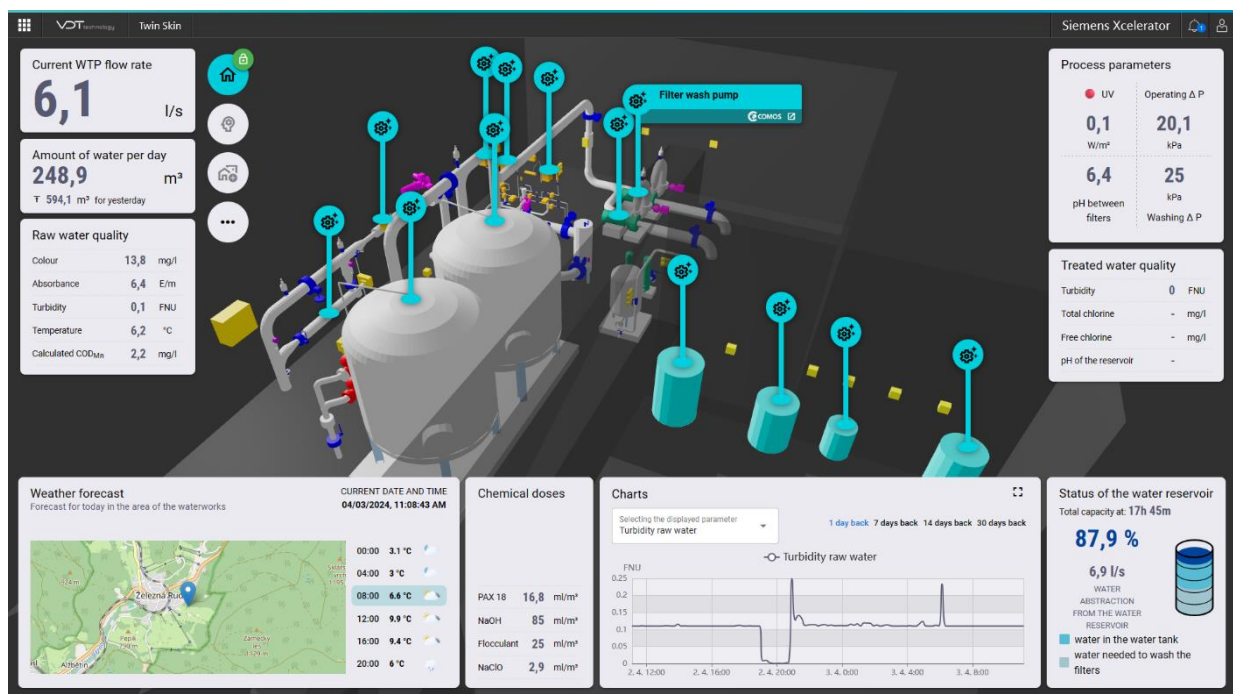 VDT technology
Twin Skin
Siemens Xcelerator
1
Current WTP flow rate
6,1 l/s
Amount of water per day
248,9 m³
594,1 m³ for yesterday
Raw water quality
Colour 13,8 mg/l
Absorbance 6,4 E/m
Turbidity 0,1 FNU
Temperature 6,2 °C
Calculated CODMn 2,2 mg/l
Filter wash pump
COMOS
Process parameters
UV Operating Δ P
0,1 20,1
W/m² kPa
6,4 25
kPa
pH between
filters
Washing Δ P
Treated water quality
Turbidity 0 FNU
Total chlorine - mg/l
Free chlorine - mg/l
pH of the reservoir -
Weather forecast
Forecast for today in the area of the waterworks
CURRENT DATE AND TIME
04/03/2024, 11:08:43 AM
Železná Rud
Pepík
Zámecký
les
Alžbětín
00:00 3.1 °C
04:00 3 °C
08:00 6.6 °C
12:00 9.9 °C
16:00 9.4 °C
20:00 6 °C
Chemical doses
PAX 18 16,8 ml/m³
NaOH 85 ml/m³
Flocculant 25 ml/m³
NaClO 2,9 ml/m³
Charts
Selecting the displayed parameter
Turbidity raw water
1 day back 7 days back 14 days back 30 days back
Turbidity raw water
FNU
0.25
0.2
0.15
0.1
0.05
0
2. 4. 12:00 2. 4. 16:00 2. 4. 20:00 3. 4. 0:00 3. 4. 4:00 3. 4. 8:00
Status of the water reservoir
Total capacity at: 17h 45m
87,9 %
6,9 l/s
WATER
ABSTRACTION
FROM THE WATER
RESERVOIR
water in the water tank
water needed to wash the
filters